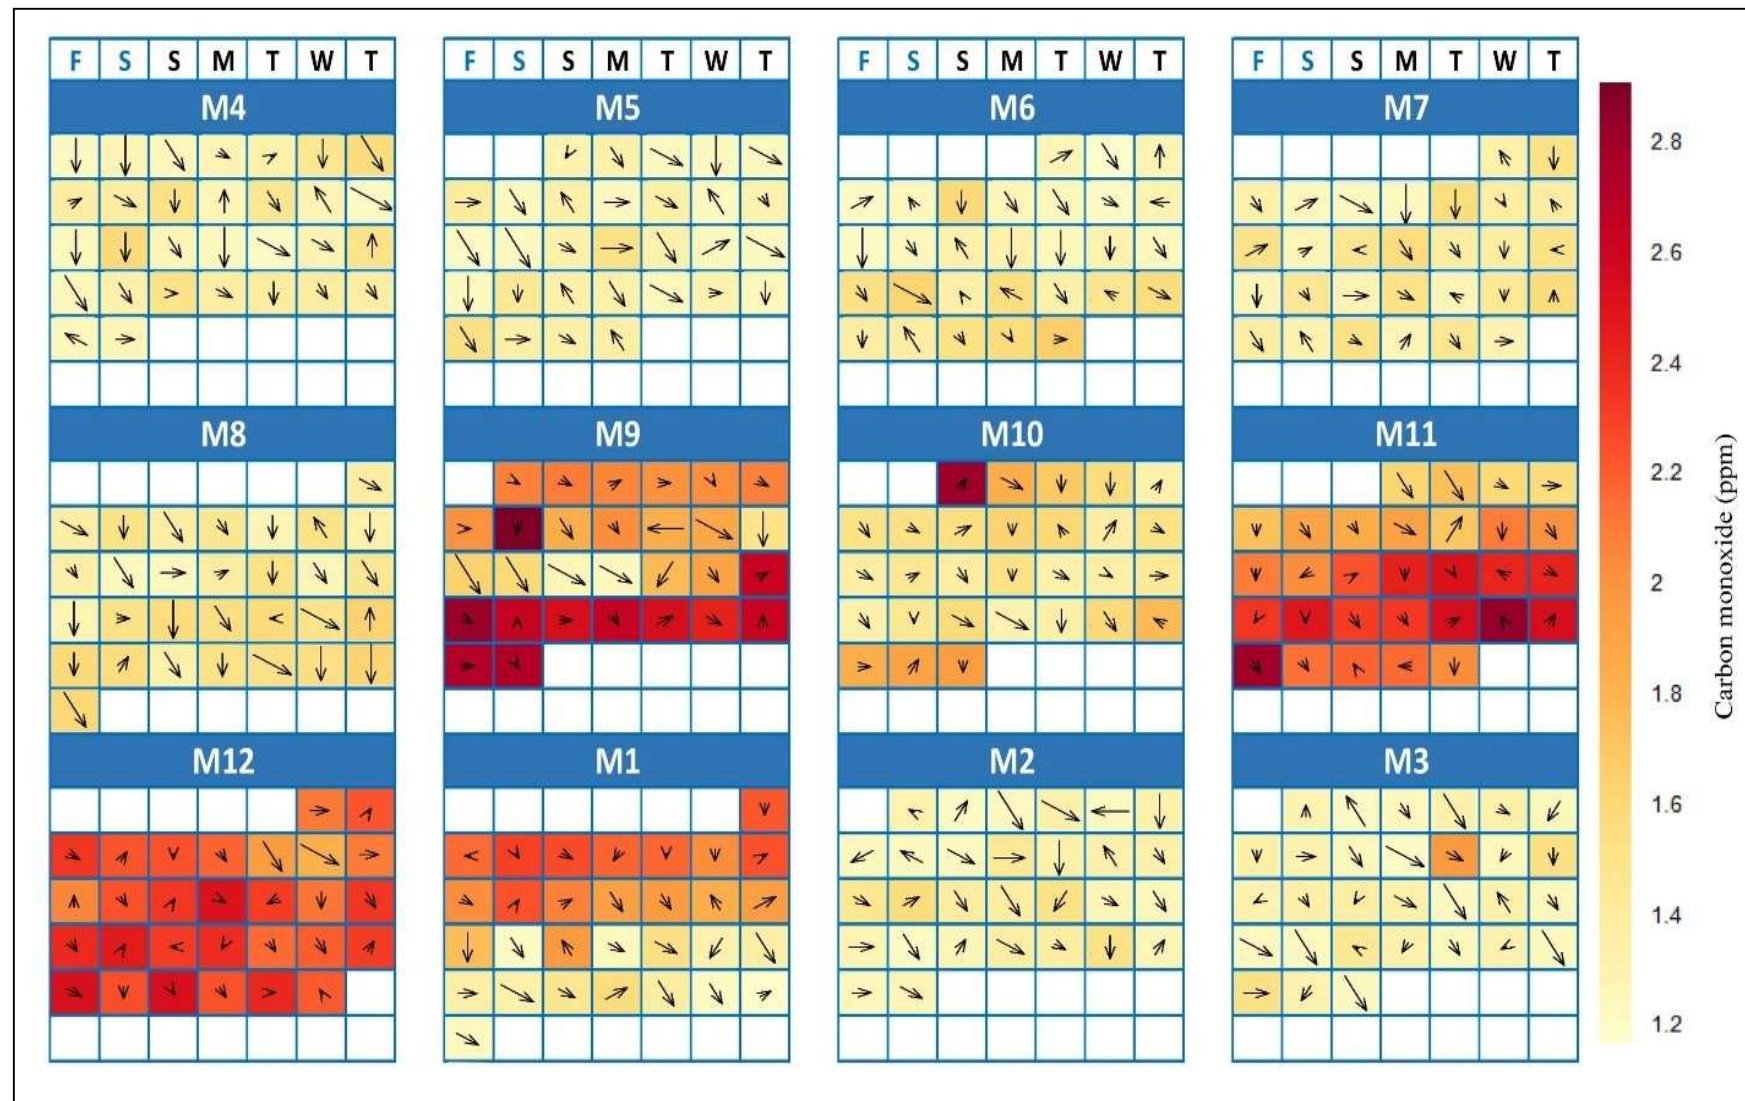 F S S M T W T
F S S M T W T
F S S M T W T
F S S M T W T
M4
M5
M6
M7
M8
M9
M10
M11
M12
M1
M2
M3
2.8
2.6
2.4
2.2
2
1.8
1.6
1.4
1.2
Carbon monoxide (ppm)